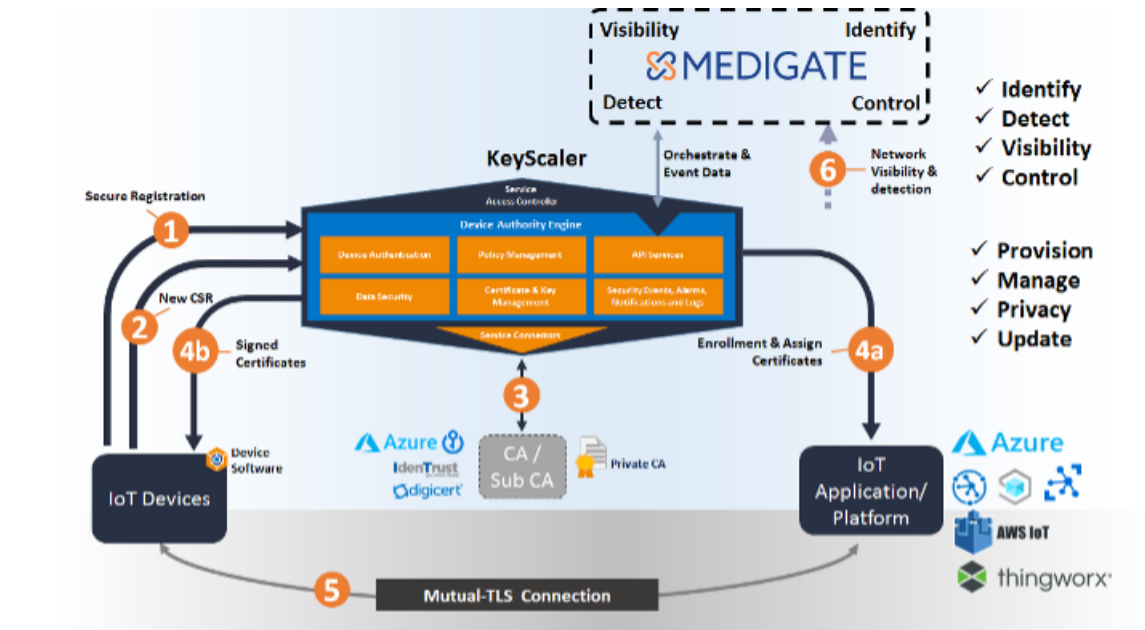 Visibility Identify
MEDIGATE
Detect Control
✓ Identify
✓ Detect
✓ Visibility
✓ Control
KeyScaler
Orchestrate &
Event Data
6
Network
Visibility &
detection
Service
Access Controller
Secure Registration
1
Device Authority Engine
Device Authentication
Policy Management
API Services
Data Security
Certificate & Key
Management
Security Events, Alarms,
Notifications and Logs
Service Connectors
✓ Provision
✓ Manage
✓ Privacy
✓ Update
New CSR
2
4b
Signed
Certificates
Enrollment & Assign
Certificates
4a
3
Azure
IdenTrust
digicert
CA /
Sub CA
Private CA
Device
Software
IoT Devices
IoT
Application/
Platform
Azure
AWS IoT
thingworx
5
Mutual-TLS Connection